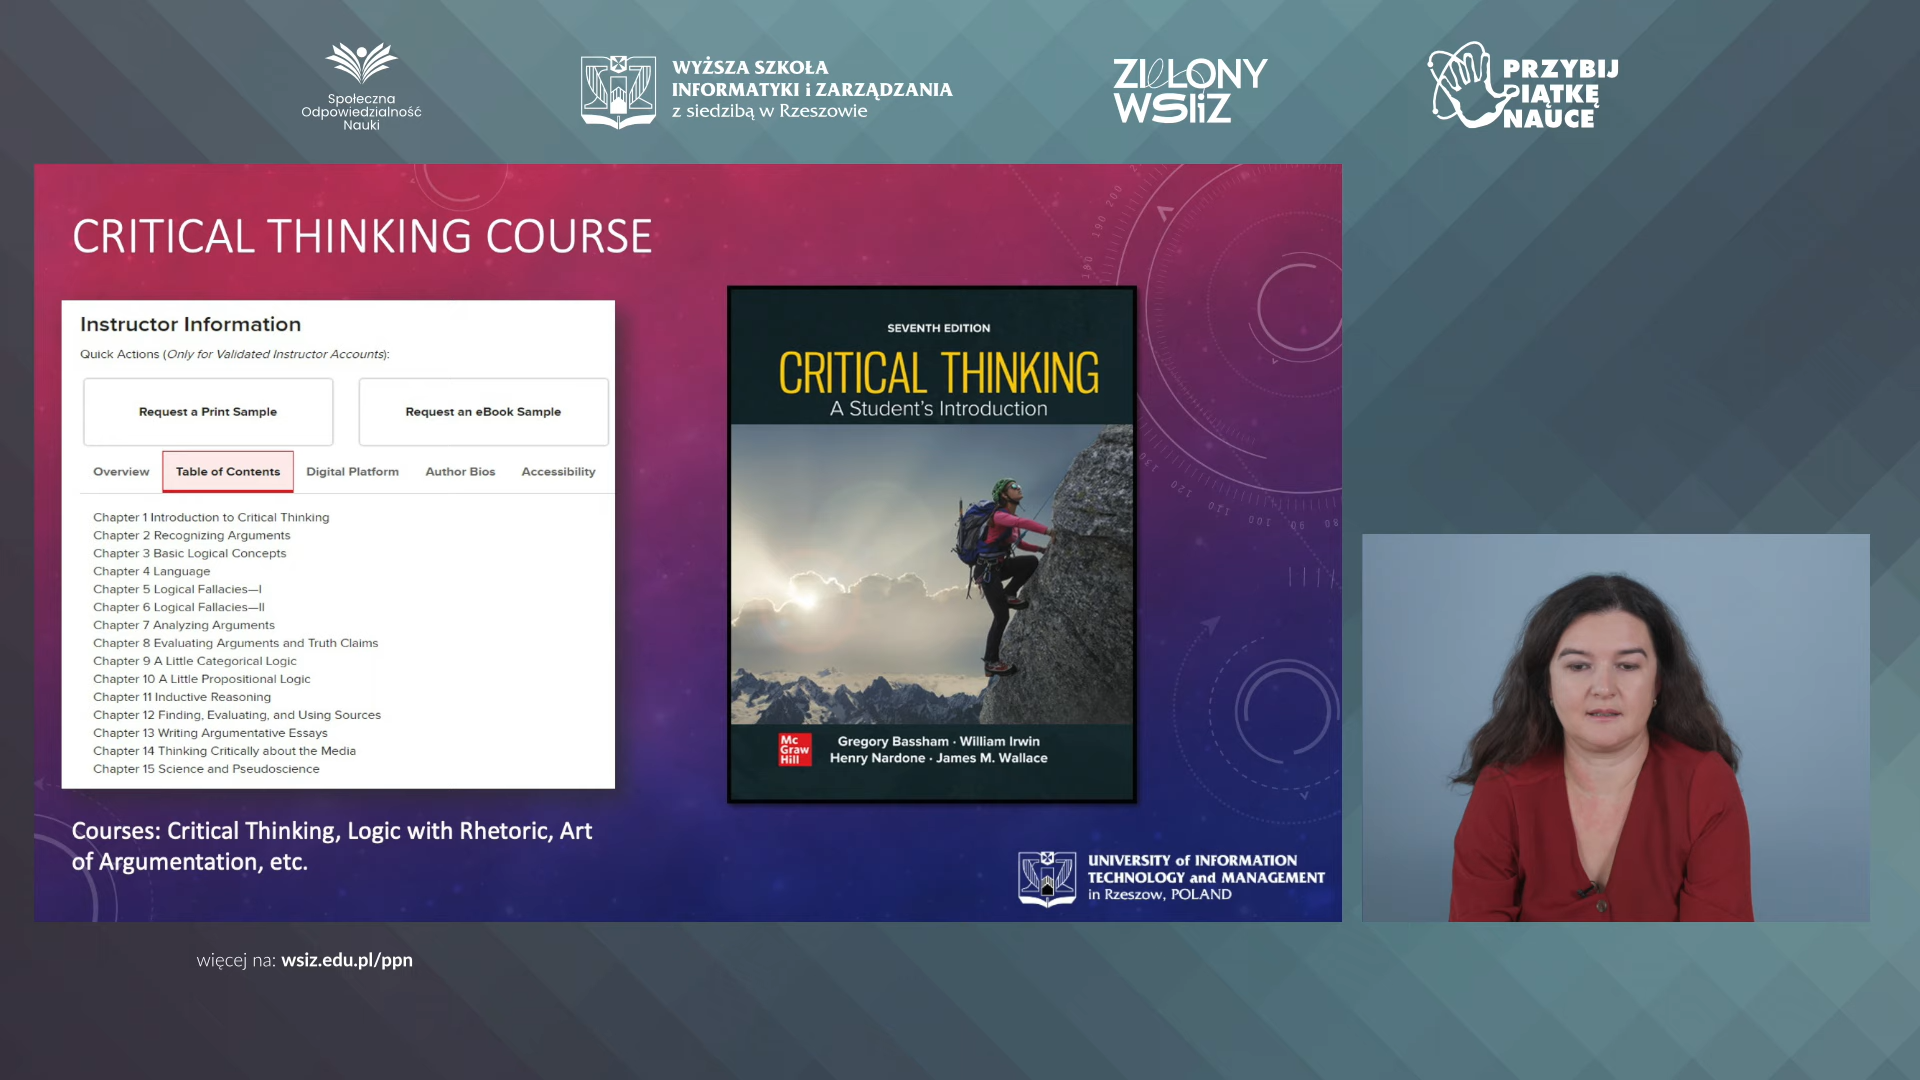 Społeczna
Odpowiedzialność
Nauki
WYŻSZA SZKOŁA
INFORMATYKI i ZARZĄDZANIA
z siedzibą w Rzeszowie
ZIELONY
WSIiZ
PRZYBIJ
PIĄTKĘ
NAUCE
CRITICAL THINKING COURSE
Instructor Information
Quick Actions (Only for Validated Instructor Accounts):
Request a Print Sample
Request an eBook Sample
Overview Table of Contents Digital Platform Author Bios Accessibility
Chapter 1 Introduction to Critical Thinking
Chapter 2 Recognizing Arguments
Chapter 3 Basic Logical Concepts
Chapter 4 Language
Chapter 5 Logical Fallacies—I
Chapter 6 Logical Fallacies—II
Chapter 7 Analyzing Arguments
Chapter 8 Evaluating Arguments and Truth Claims
Chapter 9 A Little Categorical Logic
Chapter 10 A Little Propositional Logic
Chapter 11 Inductive Reasoning
Chapter 12 Finding, Evaluating, and Using Sources
Chapter 13 Writing Argumentative Essays
Chapter 14 Thinking Critically about the Media
Chapter 15 Science and Pseudoscience
Courses: Critical Thinking, Logic with Rhetoric, Art
of Argumentation, etc.
SEVENTH EDITION
CRITICAL THINKING
A Student's Introduction
Mc
Graw
Hill
Gregory Bassham · William Irwin
Henry Nardone · James M. Wallace
UNIVERSITY of INFORMATION
TECHNOLOGY and MANAGEMENT
in Rzeszow, POLAND
więcej na: wsiz.edu.pl/ppn